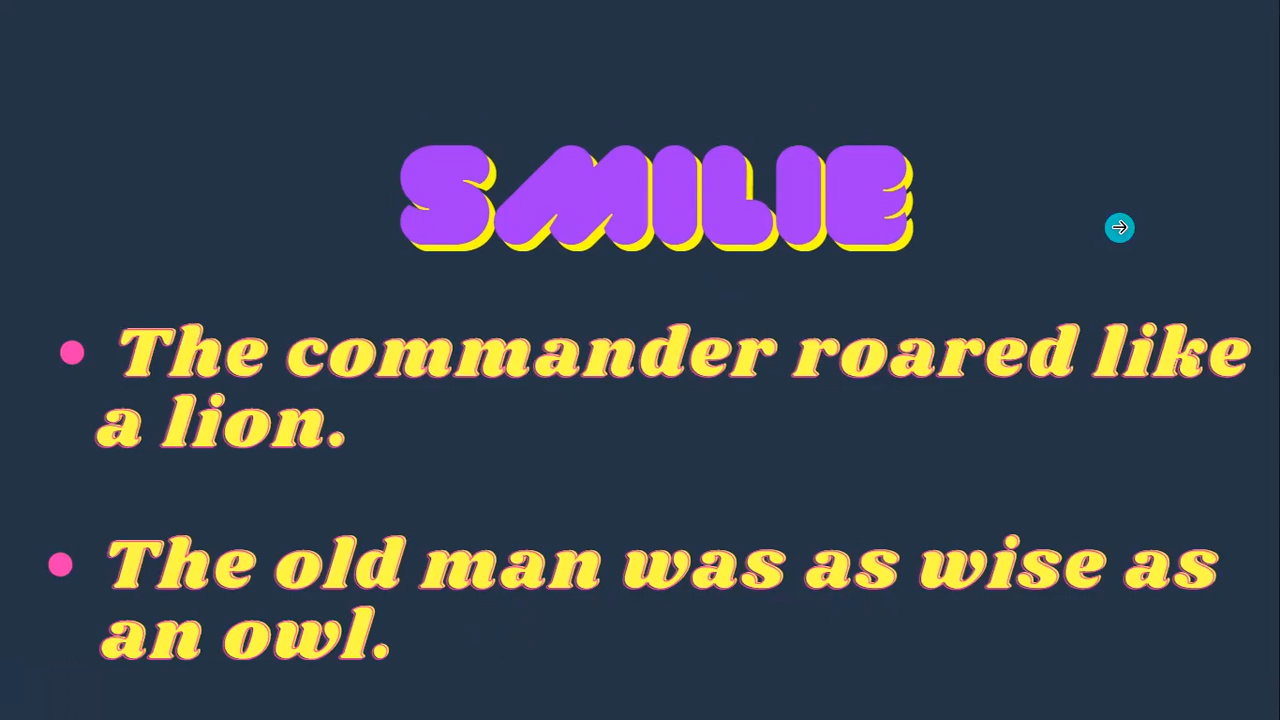 SMILIE
• The commander roared like
a lion.
• The old man was as wise as
an owl.